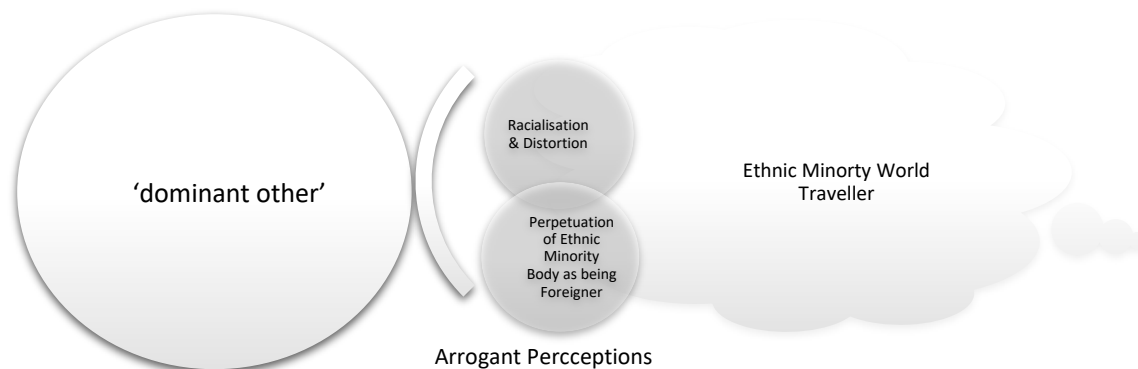 'dominant other'
Racialisation
& Distortion
Perpetuation
of Ethnic
Minority
Body as being
Foreigner
Ethnic Minorty World
Traveller
Arrogant Percceptions